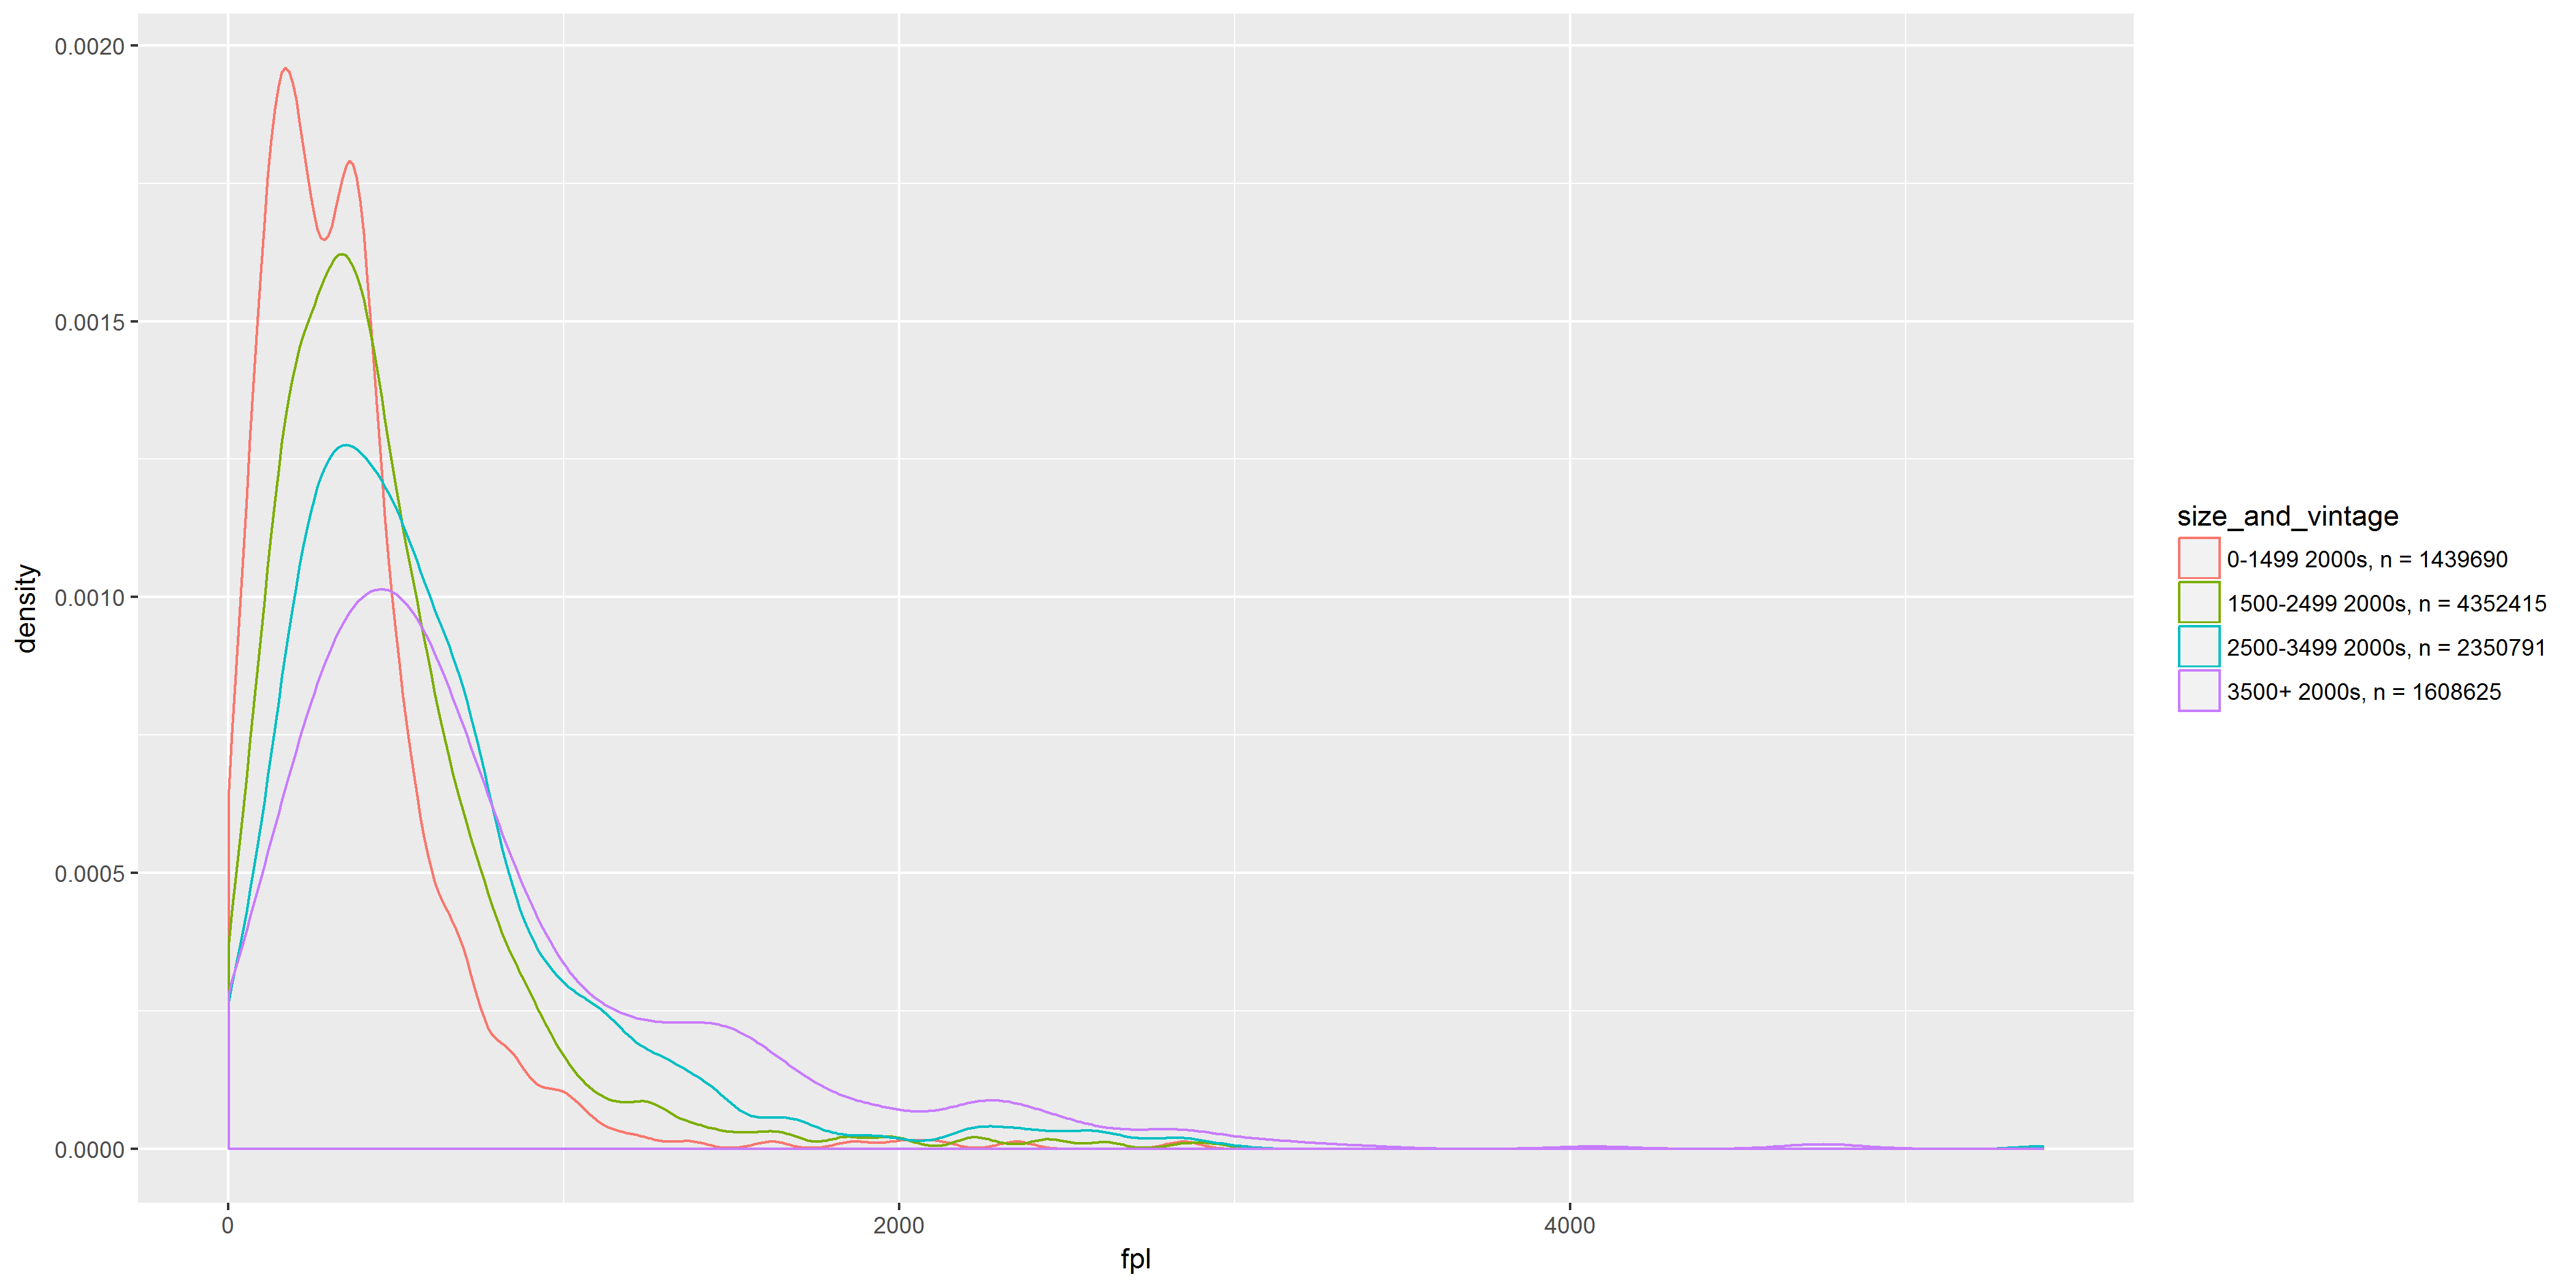 0.0020
0.0015
0.0010
0.0005
0.0000
density
0
2000
4000
fpl
size_and_vintage
0-1499 2000s, n = 1439690
1500-2499 2000s, n = 4352415
2500-3499 2000s, n = 2350791
3500+ 2000s, n = 1608625